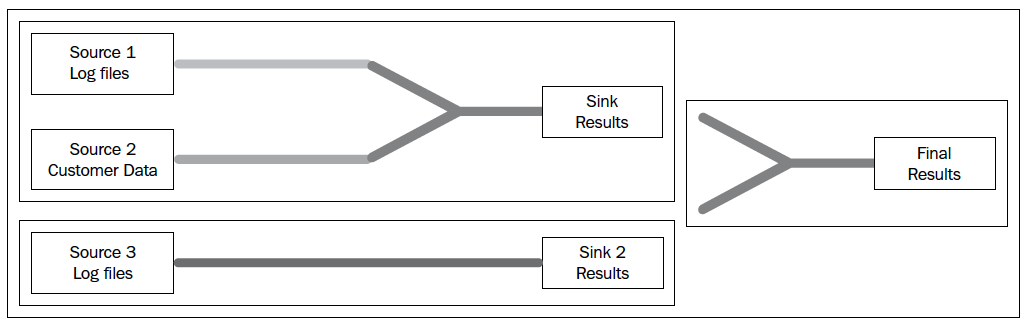 Source 1
Log files
Source 2
Customer Data
Sink
Results
Final
Results
Source 3
Log files
Sink 2
Results